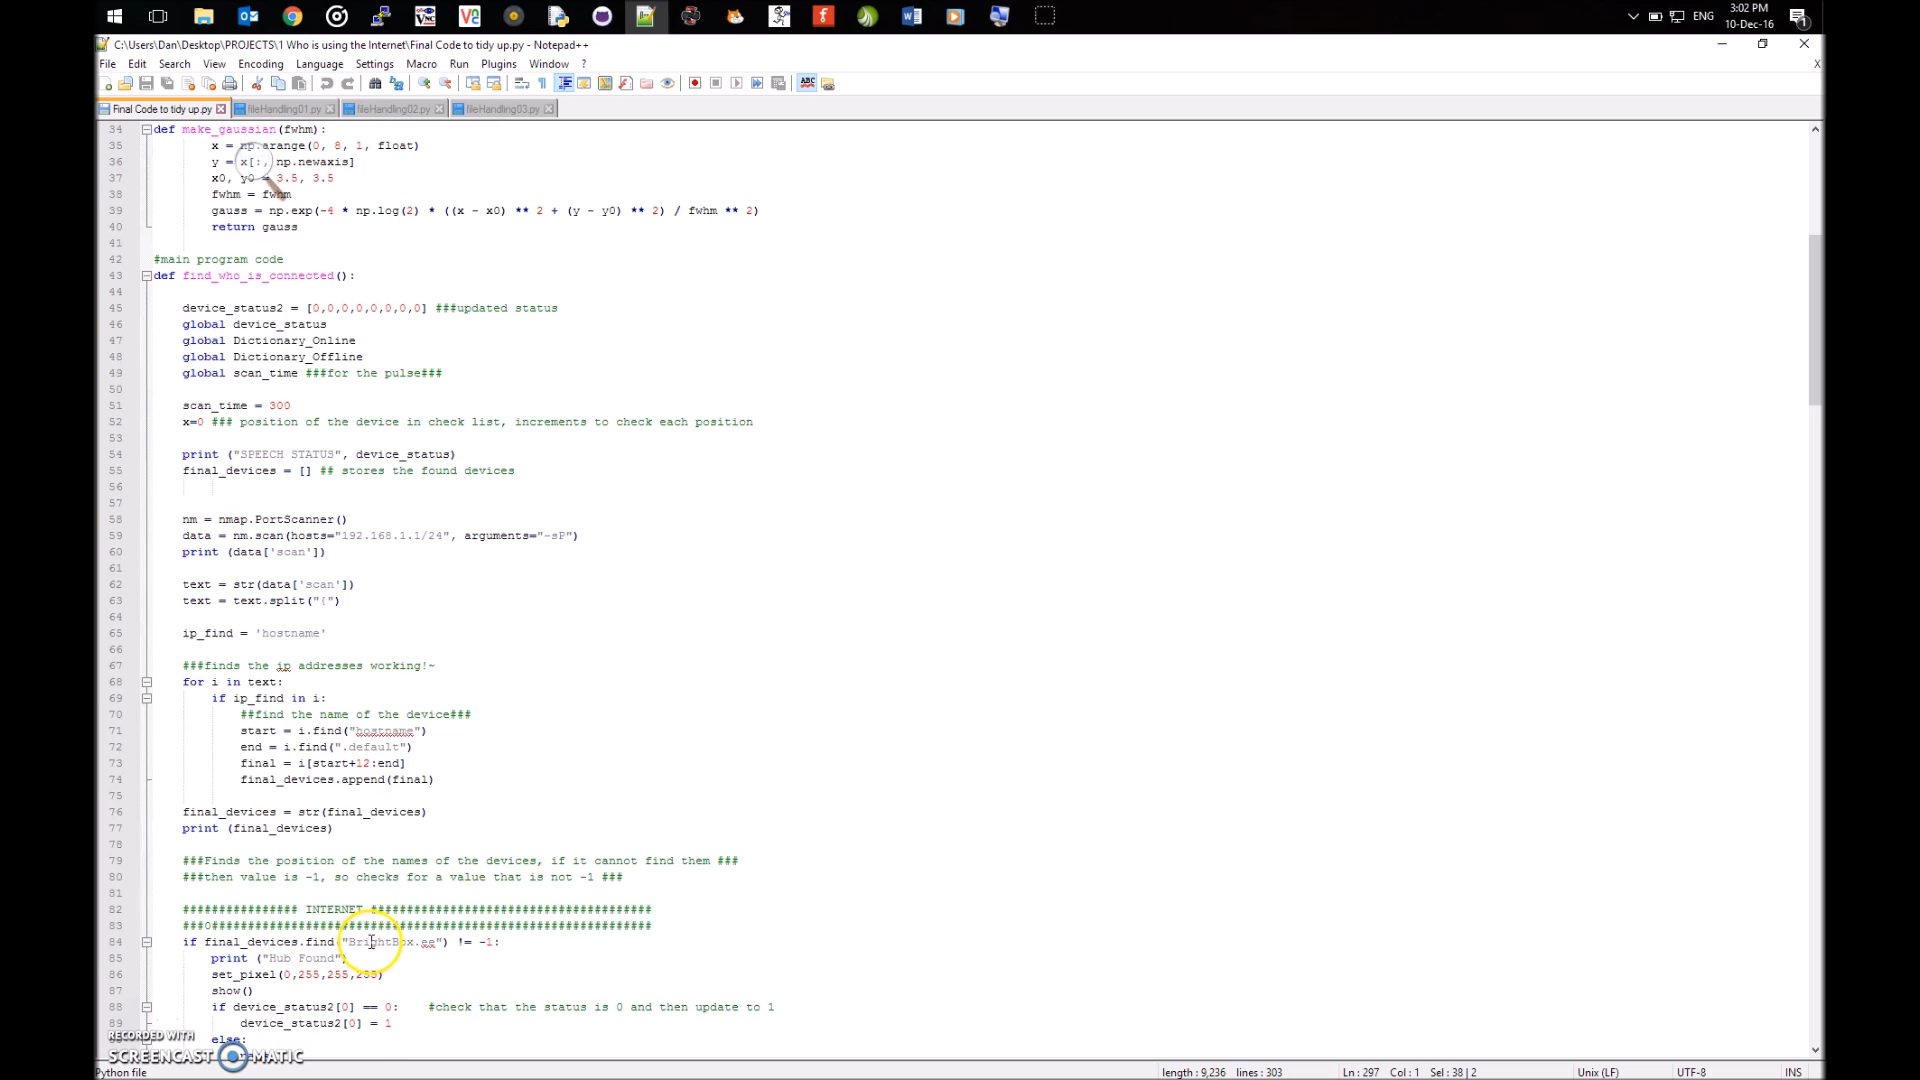 3:02 PM
ENG
10-Dec-16
C:\Users\Dan\Desktop\PROJECTS\1 Who is using the Internet\Final Code to tidy up.py - Notepad++
File Edit Search View Encoding Language Settings Macro Run Plugins Window ?
Final Code to tidy up.py fileHandling01.py fileHandling02.py fileHandling03.py
34 def make_gaussian(fwhm):
35 x = np.arange(0, 8, 1, float)
36 y = x[:, np.newaxis]
37 x0, y0 = 3.5, 3.5
38 fwhm = fwhm
39 gauss = np.exp(-4 * np.log(2) * ((x - x0) ** 2 + (y - y0) ** 2) / fwhm ** 2)
40 return gauss
41
42 #main program code
43 def find_who_is_connected():
44
45 device_status2 = [0,0,0,0,0,0,0,0] ###updated status
46 global device_status
47 global Dictionary_Online
48 global Dictionary_Offline
49 global scan_time ###for the pulse###
50
51 scan_time = 300
52 x=0 ### position of the device in check list, increments to check each position
53
54 print ("SPEECH STATUS", device_status)
55 final_devices = [] ## stores the found devices
56
57
58 nm = nmap.PortScanner()
59 data = nm.scan(hosts="192.168.1.1/24", arguments="-sP")
60 print (data['scan'])
61
62 text = str(data['scan'])
63 text = text.split("{")
64
65 ip_find = 'hostname'
66
67 ###finds the ip addresses working!~
68 for i in text:
69 if ip_find in i:
70 ##find the name of the device###
71 start = i.find("hostname")
72 end = i.find(".default")
73 final = i[start+12:end]
74 final_devices.append(final)
75
76 final_devices = str(final_devices)
77 print (final_devices)
78
79 ###Finds the position of the names of the devices, if it cannot find them ###
80 ###then value is -1, so checks for a value that is not -1 ###
81
82 ################ INTERNET #######################################
83 ###0#############################################################
84 if final_devices.find("BrightBox.ee") != -1:
85 print ("Hub Found")
86 set_pixel(0,255,255,255)
87 show()
88 if device_status2[0] == 0: #check that the status is 0 and then update to 1
89 device_status2[0] = 1
else:
RECORDED WITH
SCREENCAST MATIC
Python file length : 9,236 lines : 303 Ln : 297 Col : 1 Sel : 38 | 2 Unix (LF) UTF-8 INS